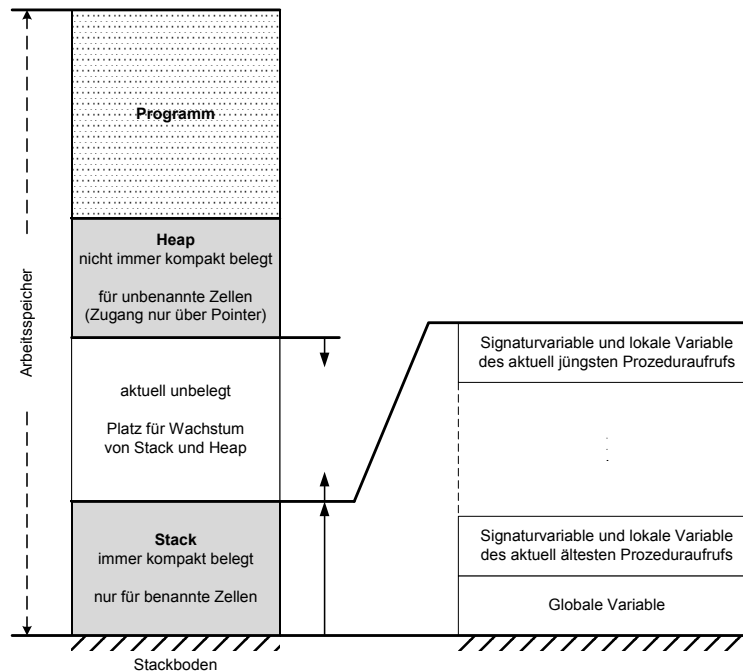 Programm
Heap
nicht immer kompakt belegt
für unbenannte Zellen
(Zugang nur über Pointer)
Arbeitsspeicher
aktuell unbelegt
Platz für Wachstum
von Stack und Heap
Stack
immer kompakt belegt
nur für benannte Zellen
Stackboden
Signaturvariable und lokale Variable
des aktuell jüngsten Prozeduraufrufs
Signaturvariable und lokale Variable
des aktuell ältesten Prozeduraufrufs
Globale Variable